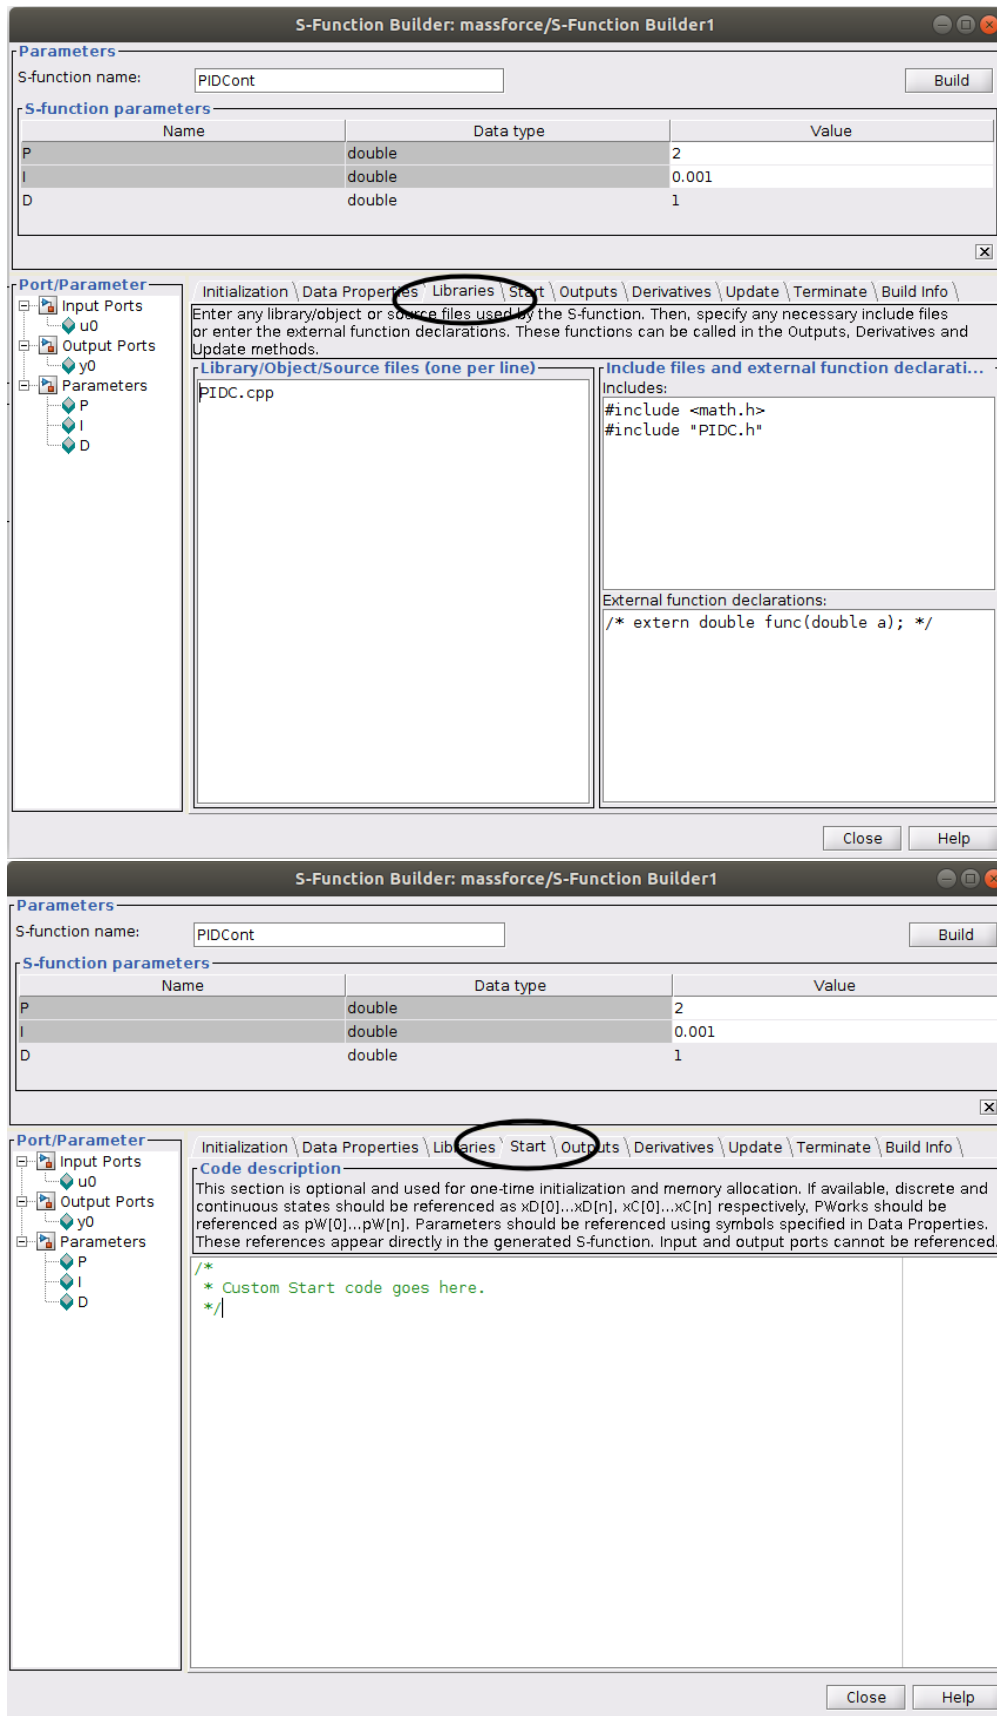 S-Function Builder: massforce/S-Function Builder1
Parameters
S-function name: PIDCont Build
S-function parameters
Name Data type Value
P double 2
I double 0.001
D double 1
Port/Parameter
Input Ports
u0
Output Ports
y0
Parameters
P
I
D
Initialization Data Properties Libraries Start Outputs Derivatives Update Terminate Build Info
Enter any library/object or source files used by the S-function. Then, specify any necessary include files
or enter the external function declarations. These functions can be called in the Outputs, Derivatives and
Update methods.
Library/Object/Source files (one per line)
PIDC.cpp
Include files and external function declarati...
Includes:
#include <math.h>
#include "PIDC.h"
External function declarations:
/* extern double func(double a); */
Close Help
S-Function Builder: massforce/S-Function Builder1
Parameters
S-function name: PIDCont Build
S-function parameters
Name Data type Value
P double 2
I double 0.001
D double 1
Port/Parameter
Input Ports
u0
Output Ports
y0
Parameters
P
I
D
Initialization Data Properties Libraries Start Outputs Derivatives Update Terminate Build Info
Code description
This section is optional and used for one-time initialization and memory allocation. If available, discrete and
continuous states should be referenced as xD[0]...xD[n], xC[0]...xC[n] respectively, PWorks should be
referenced as pW[0]...pW[n]. Parameters should be referenced using symbols specified in Data Properties.
These references appear directly in the generated S-function. Input and output ports cannot be referenced.
/*
* Custom Start code goes here.
*/
Close Help